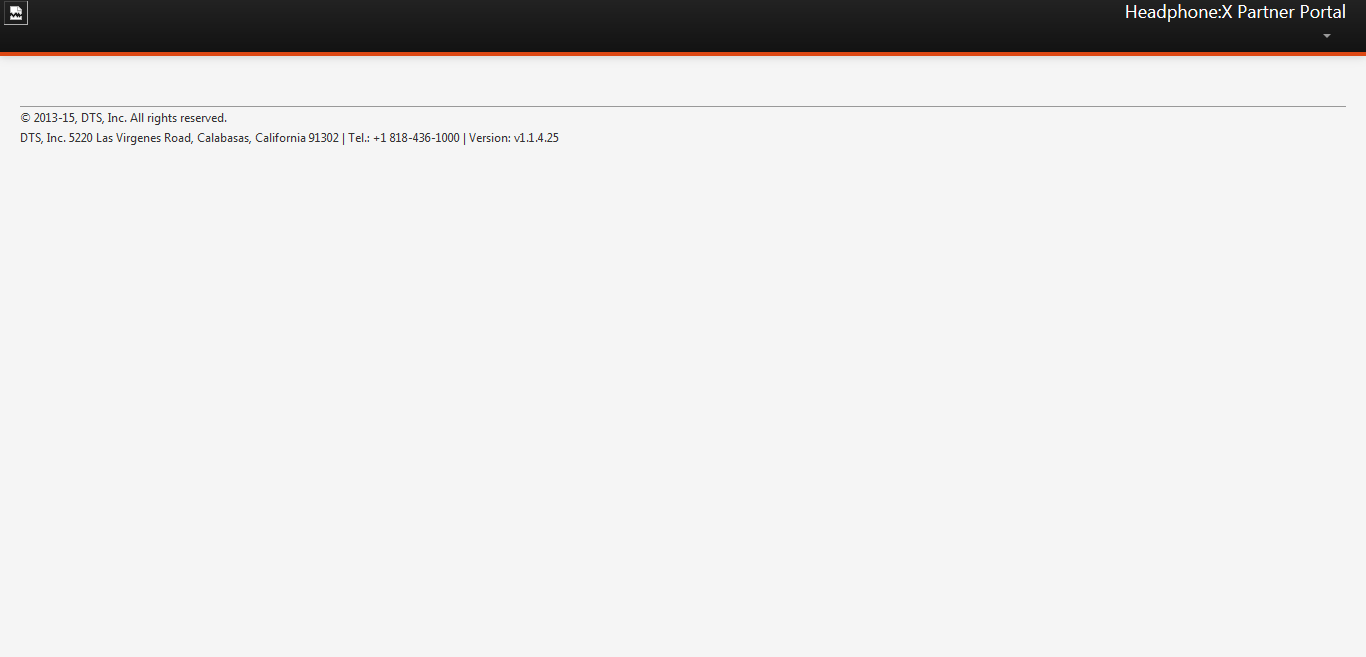 Headphone:X Partner Portal
© 2013-15, DTS, Inc. All rights reserved.
DTS, Inc. 5220 Las Virgenes Road, Calabasas, California 91302 | Tel.: +1 818-436-1000 | Version: v1.1.4.25